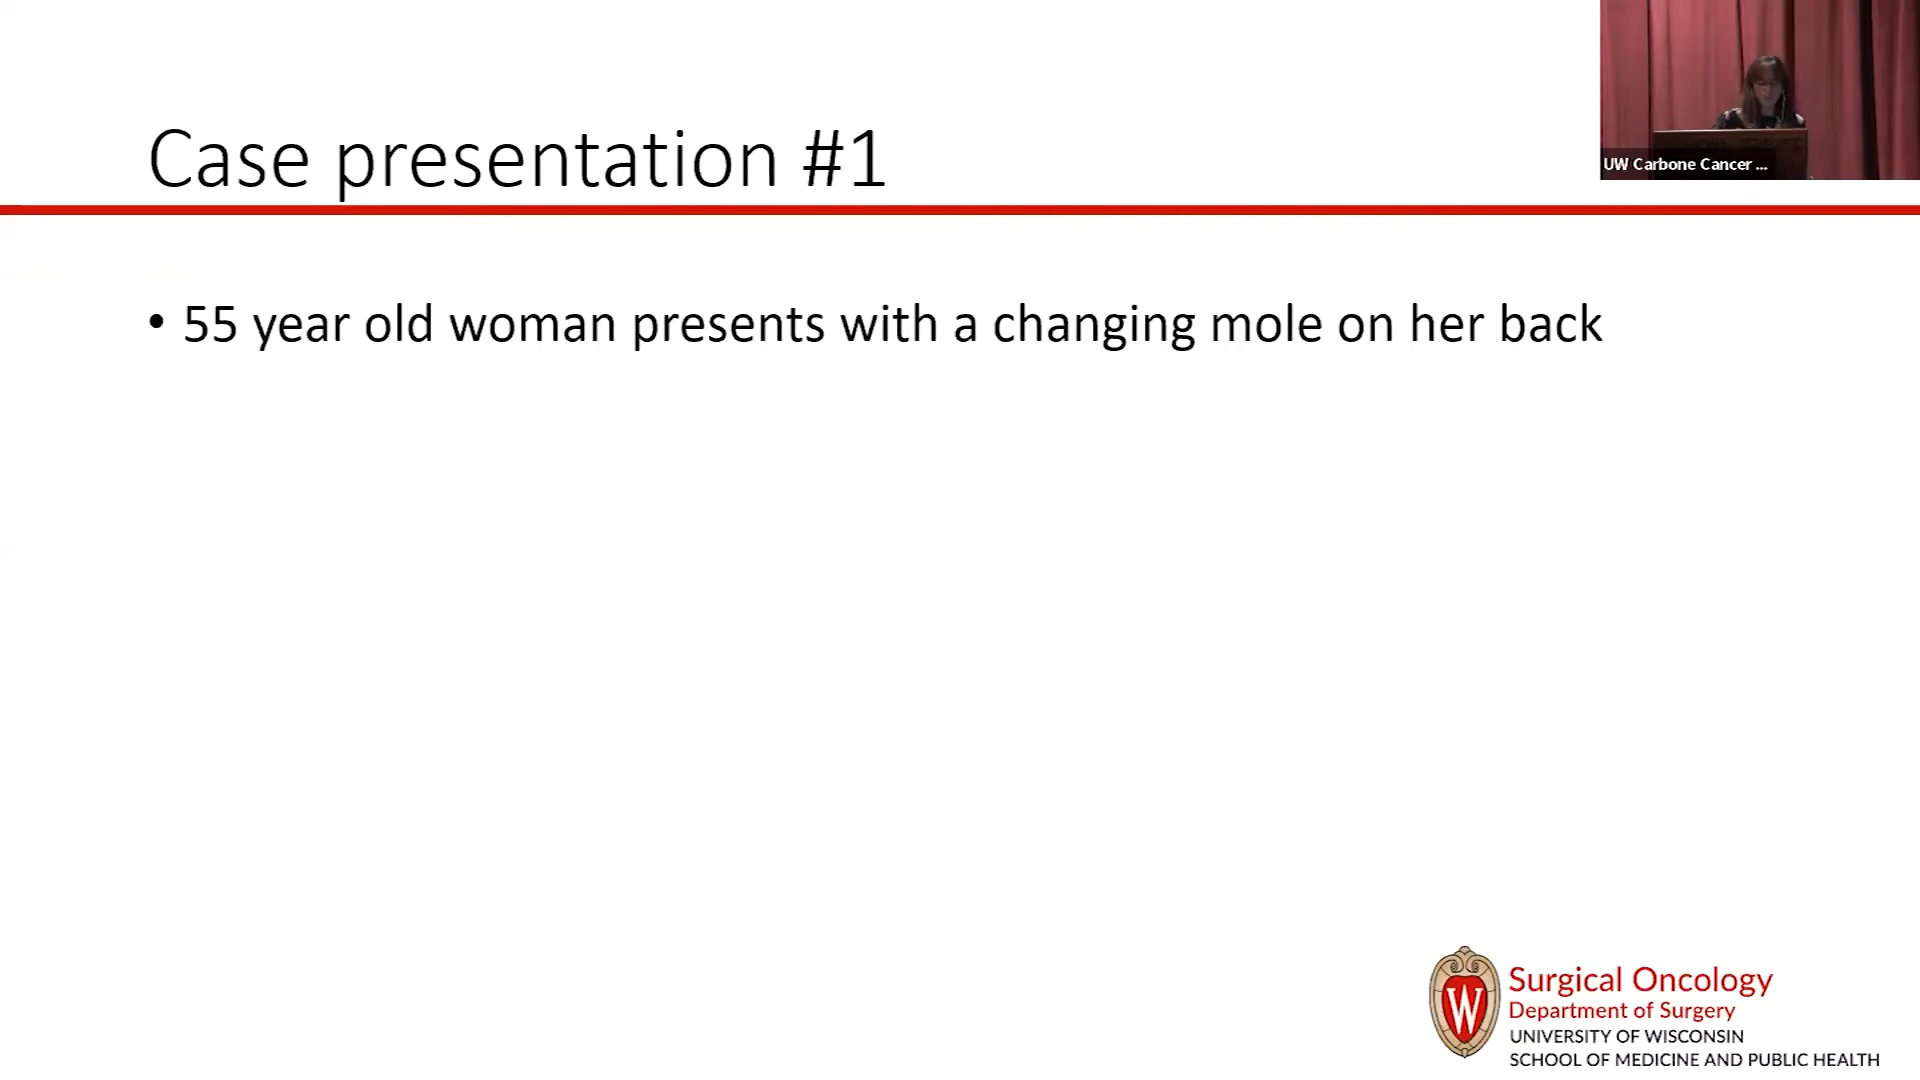 UW Carbone Cancer ...
Case presentation #1
• 55 year old woman presents with a changing mole on her back
W
Surgical Oncology
Department of Surgery
UNIVERSITY OF WISCONSIN
SCHOOL OF MEDICINE AND PUBLIC HEALTH